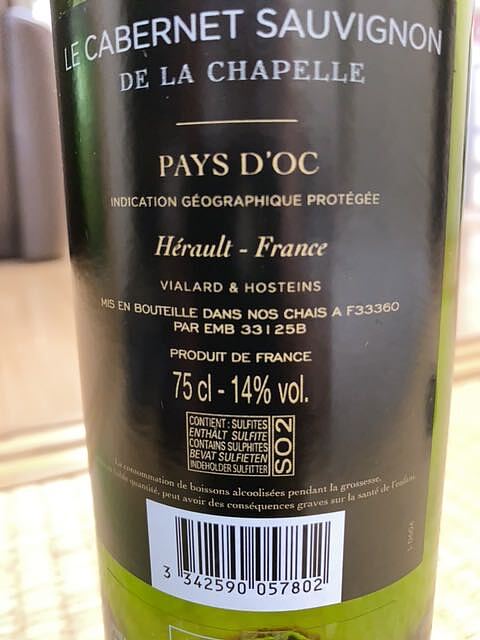 LE CABERNET SAUVIGNON
DE LA CHAPELLE
PAYS D'OC
INDICATION GÉOGRAPHIQUE PROTÉGÉE
Hérault - France
VIALARD & HOSTEINS
MIS EN BOUTEILLE DANS NOS CHAIS A F33360
PAR EMB 33125B
PRODUIT DE FRANCE
75 cl - 14% vol.
CONTIENT : SULFITES
ENTHÄLT SULFITE
CONTAINS SULPHITES
BEVAT SULFIETEN
INDEHOLDER SULFITTER
SO2
La consommation de boissons alcoolisées pendant la grossesse,
faible quantité, peut avoir des conséquences graves sur la santé de l'enfant.
3 342590 057802